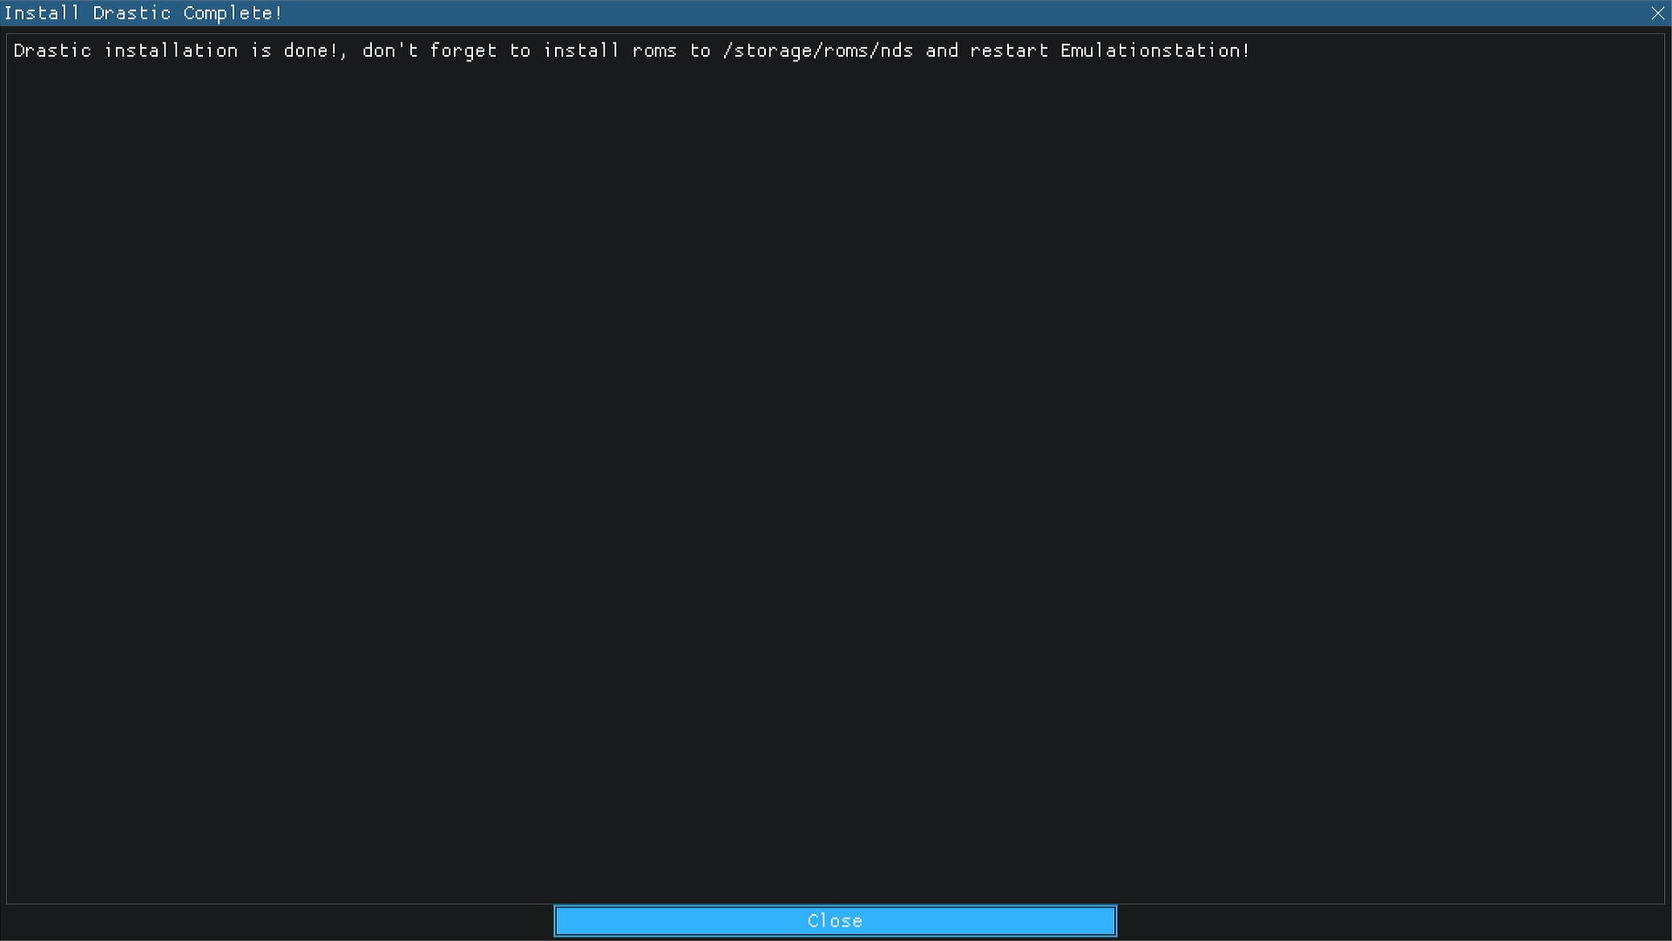 Install Drastic Complete!
Drastic installation is done!, don't forget to install roms to /storage/roms/nds and restart Emulationstation!
Close